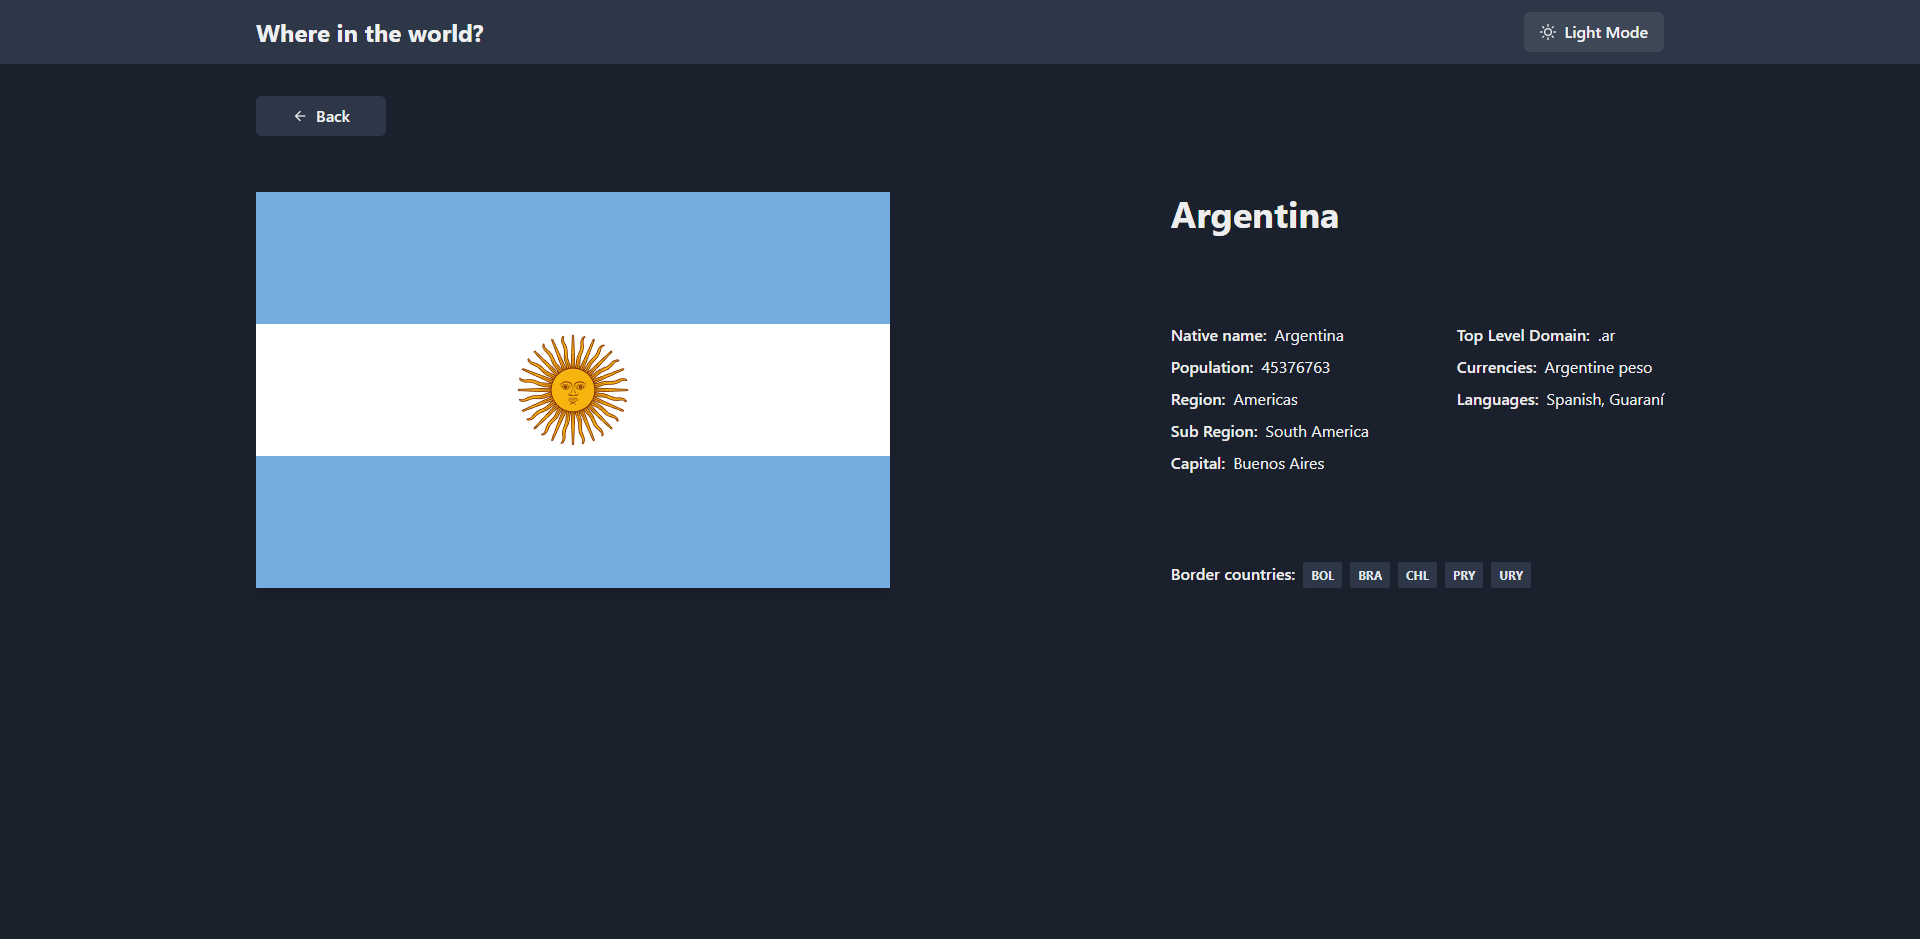 Where in the world?
Light Mode
Back
Argentina
Native name: Argentina
Population: 45376763
Region: Americas
Sub Region: South America
Capital: Buenos Aires
Top Level Domain: .ar
Currencies: Argentine peso
Languages: Spanish, Guaraní
Border countries: BOL BRA CHL PRY URY